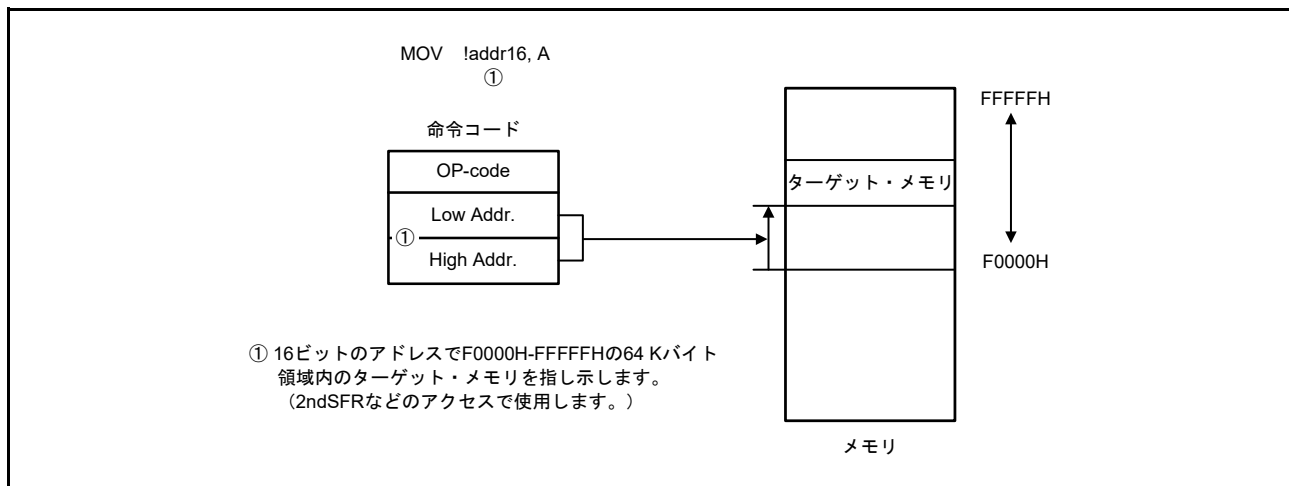 MOV !addr16, A
①
命令コード
OP-code
Low Addr.
①
High Addr.
ターゲット・メモリ
FFFFFH
F0000H
メモリ
① 16ビットのアドレスでF0000H-FFFFFHの64 Kバイト
領域内のターゲット・メモリを指し示します。
（2ndSFRなどのアクセスで使用します。）